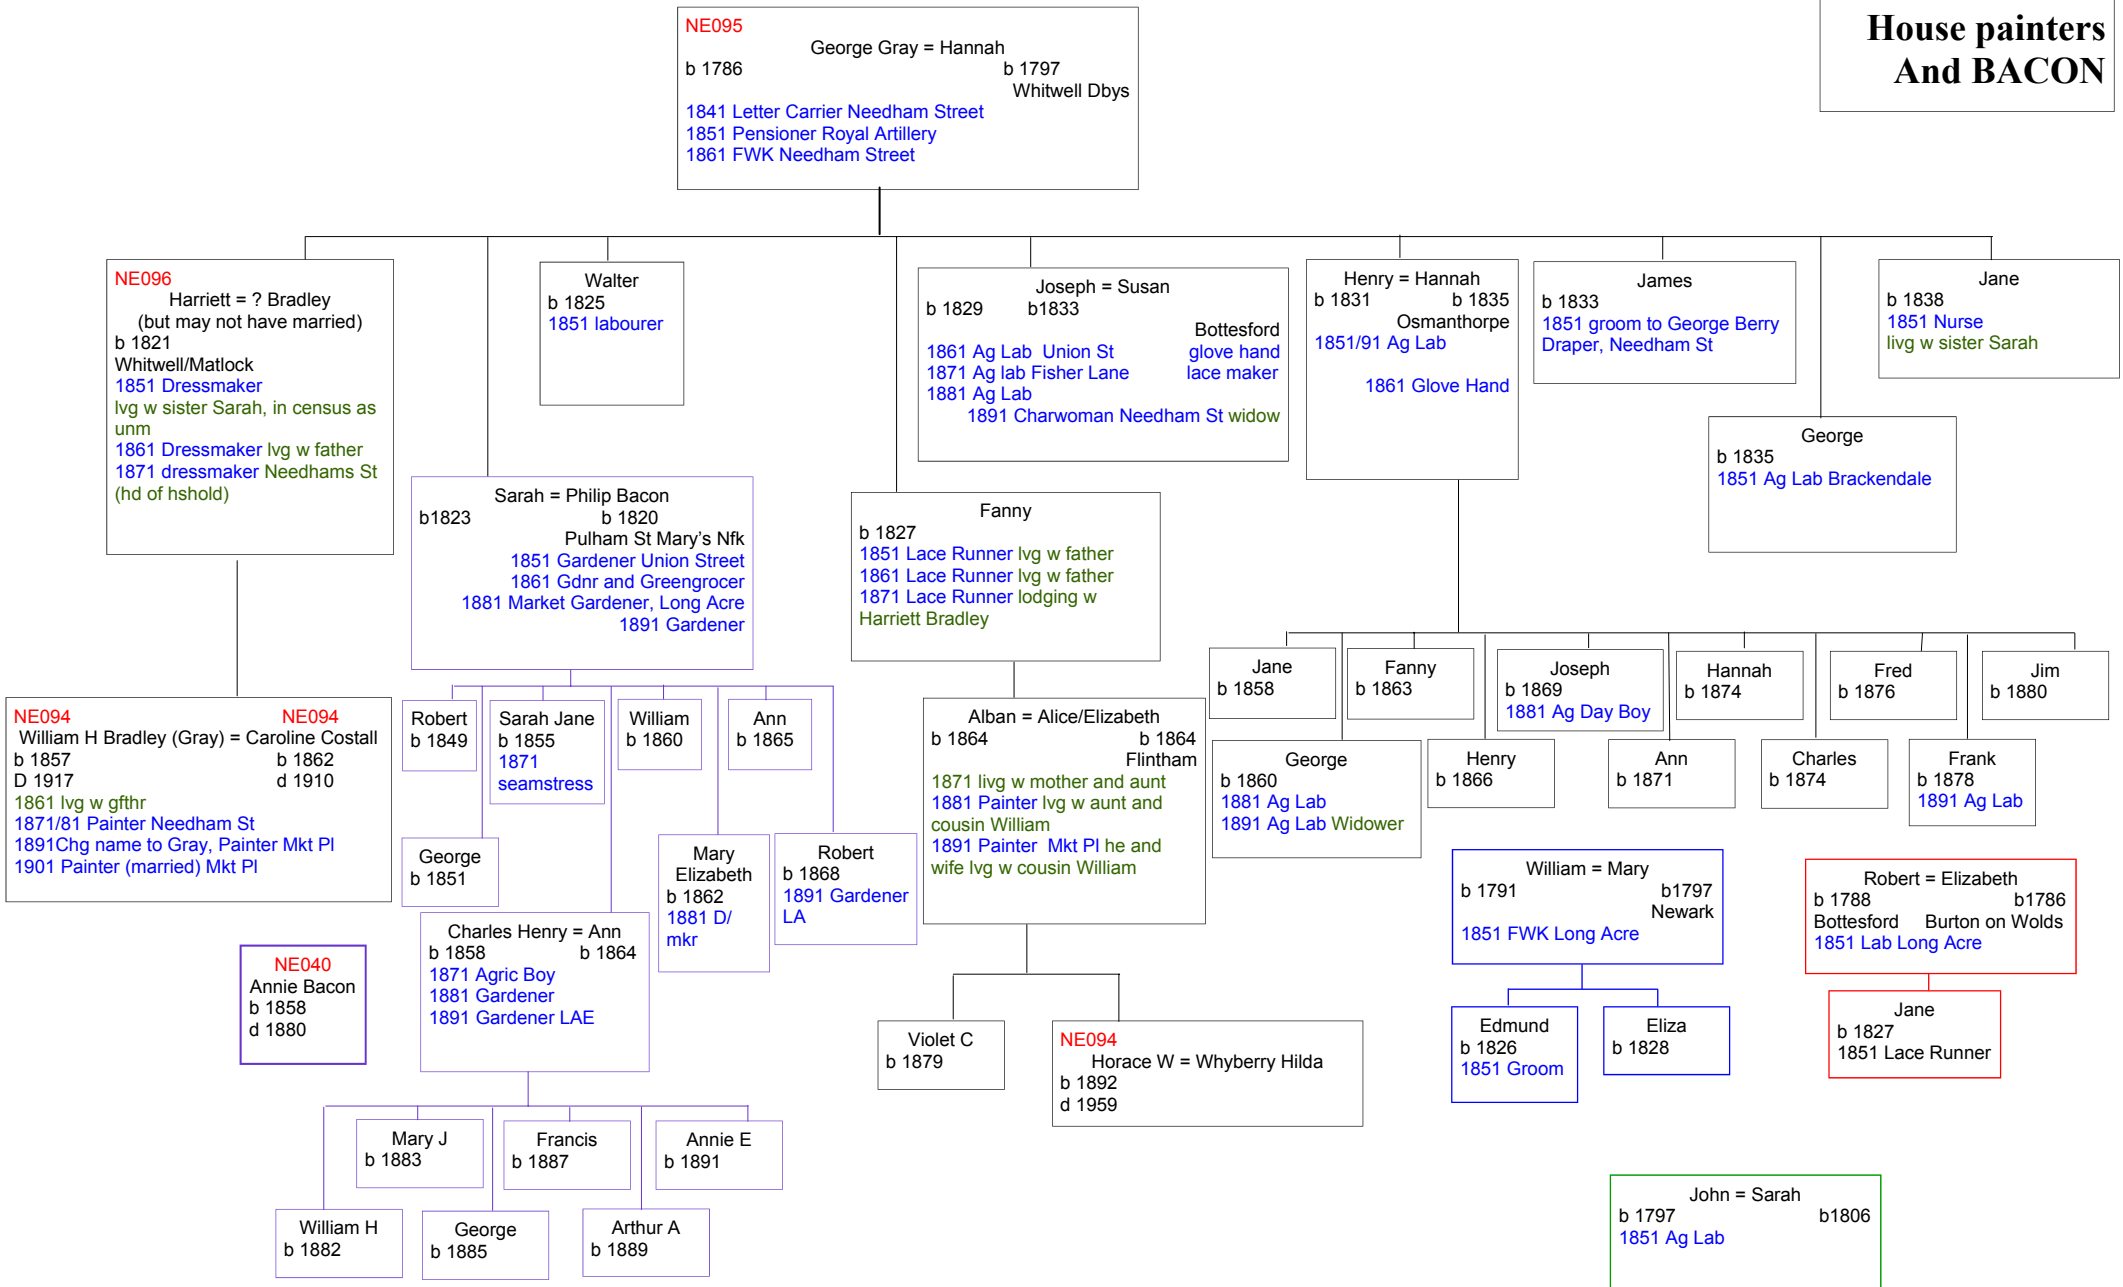 House painters
And BACON
NE095
George Gray = Hannah
b 1786 b 1797
Whitwell Dbys
1841 Letter Carrier Needham Street
1851 Pensioner Royal Artillery
1861 FWK Needham Street
NE096
Harriett = ? Bradley
(but may not have married)
b 1821
Whitwell/Matlock
1851 Dressmaker
lvg w sister Sarah, in census as
unm
1861 Dressmaker lvg w father
1871 dressmaker Needhams St
(hd of hshold)
Walter
b 1825
1851 labourer
Joseph = Susan
b 1829 b1833
Bottesford
1861 Ag Lab Union St glove hand
1871 Ag lab Fisher Lane lace maker
1881 Ag Lab
1891 Charwoman Needham St widow
Henry = Hannah
b 1831 b 1835
Osmanthorpe
1851/91 Ag Lab
1861 Glove Hand
James
b 1833
1851 groom to George Berry
Draper, Needham St
Jane
b 1838
1851 Nurse
livg w sister Sarah
George
b 1835
1851 Ag Lab Brackendale
Sarah = Philip Bacon
b1823 b 1820
Pulham St Mary's Nfk
1851 Gardener Union Street
1861 Gdnr and Greengrocer
1881 Market Gardener, Long Acre
1891 Gardener
Fanny
b 1827
1851 Lace Runner lvg w father
1861 Lace Runner lvg w father
1871 Lace Runner lodging w
Harriett Bradley
NE094 NE094
William H Bradley (Gray) = Caroline Costall
b 1857 b 1862
D 1917 d 1910
1861 lvg w gfthr
1871/81 Painter Needham St
1891Chg name to Gray, Painter Mkt Pl
1901 Painter (married) Mkt Pl
Robert
b 1849
Sarah Jane
b 1855
1871
seamstress
William
b 1860
Ann
b 1865
George
b 1851
Mary
Elizabeth
b 1862
1881 D/
mkr
Robert
b 1868
1891 Gardener
LA
Charles Henry = Ann
b 1858 b 1864
1871 Agric Boy
1881 Gardener
1891 Gardener LAE
NE040
Annie Bacon
b 1858
d 1880
Alban = Alice/Elizabeth
b 1864 b 1864
Flintham
1871 livg w mother and aunt
1881 Painter lvg w aunt and
cousin William
1891 Painter Mkt Pl he and
wife lvg w cousin William
Jane
b 1858
Fanny
b 1863
Joseph
b 1869
1881 Ag Day Boy
Hannah
b 1874
Fred
b 1876
Jim
b 1880
George
b 1860
1881 Ag Lab
1891 Ag Lab Widower
Henry
b 1866
Ann
b 1871
Charles
b 1874
Frank
b 1878
1891 Ag Lab
William = Mary
b 1791 b1797
Newark
1851 FWK Long Acre
Robert = Elizabeth
b 1788 b1786
Bottesford Burton on Wolds
1851 Lab Long Acre
Edmund
b 1826
1851 Groom
Eliza
b 1828
Jane
b 1827
1851 Lace Runner
Violet C
b 1879
NE094
Horace W = Whyberry Hilda
b 1892
d 1959
Mary J
b 1883
Francis
b 1887
Annie E
b 1891
William H
b 1882
George
b 1885
Arthur A
b 1889
John = Sarah
b 1797 b1806
1851 Ag Lab